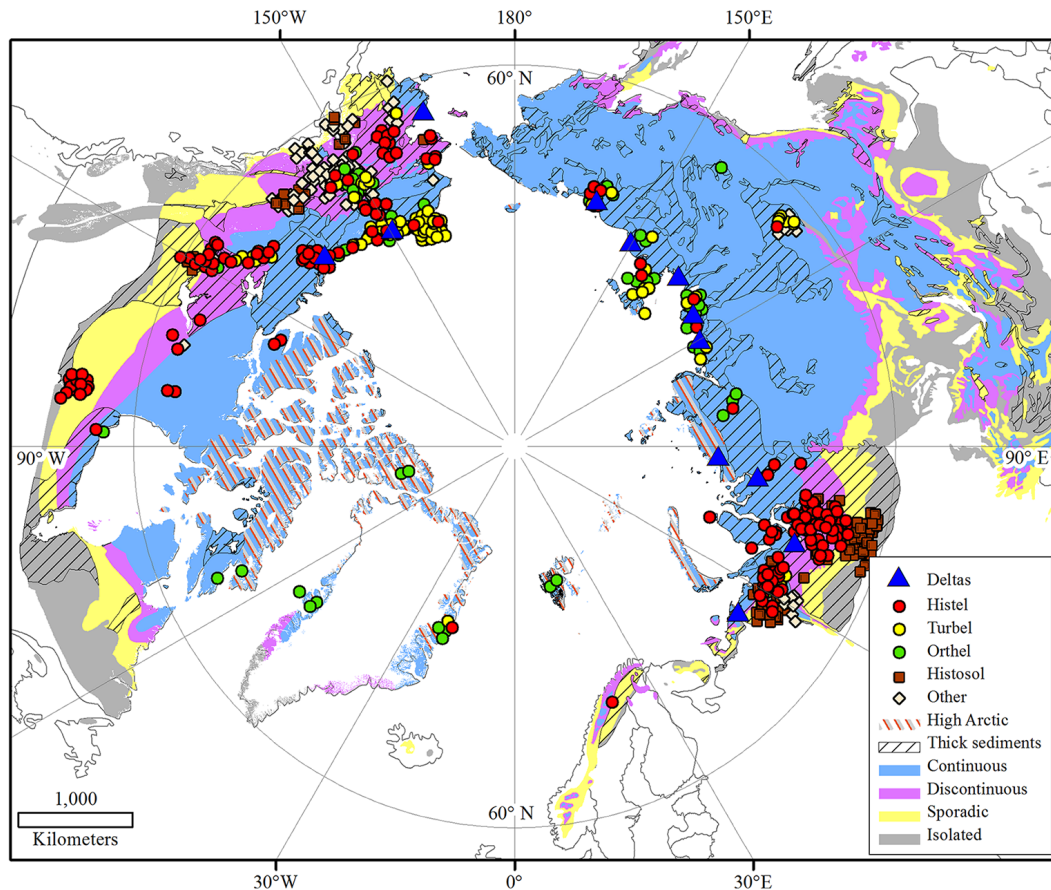 150°W 180° 150°E
60° N
90° W
90° E
Deltas
Histel
Turbel
Orthel
Histosol
Other
High Arctic
Thick sediments
Continuous
Discontinuous
Sporadic
Isolated
1,000
Kilometers
60° N
30°W 0° 30°E